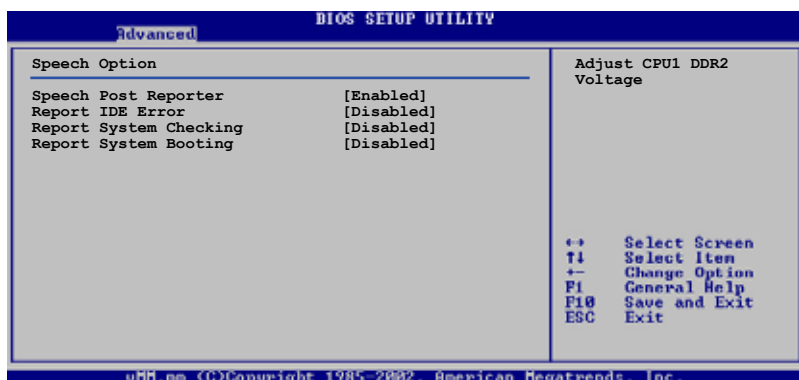 BIOS SETUP UTILITY
Advanced
Speech Option
Speech Post Reporter [Enabled]
Report IDE Error [Disabled]
Report System Checking [Disabled]
Report System Booting [Disabled]
Adjust CPU1 DDR2
Voltage
↔ Select Screen
↑↓ Select Item
+- Change Option
F1 General Help
F10 Save and Exit
ESC Exit
(C)Copyright 1985-2002, American Megatrends, Inc.